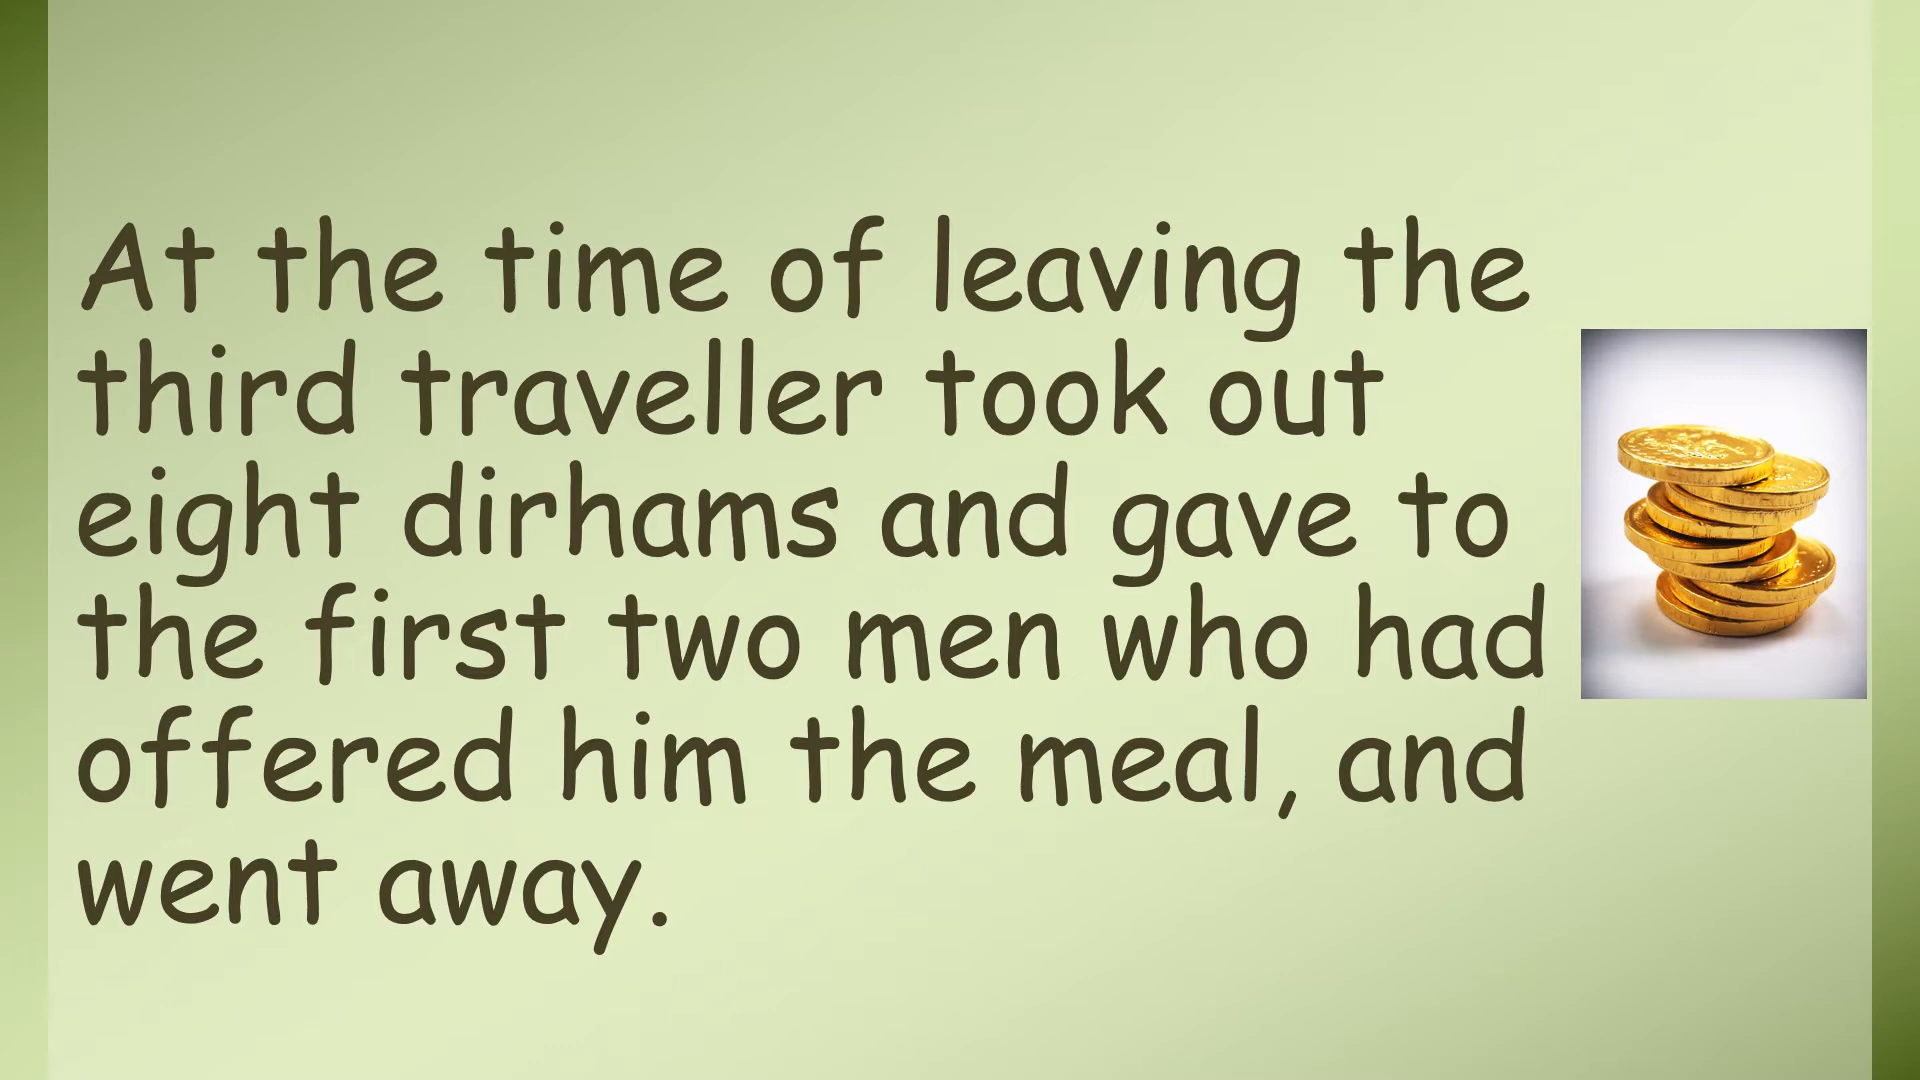 At the time of leaving the
third traveller took out
eight dirhams and gave to
the first two men who had
offered him the meal, and
went away.